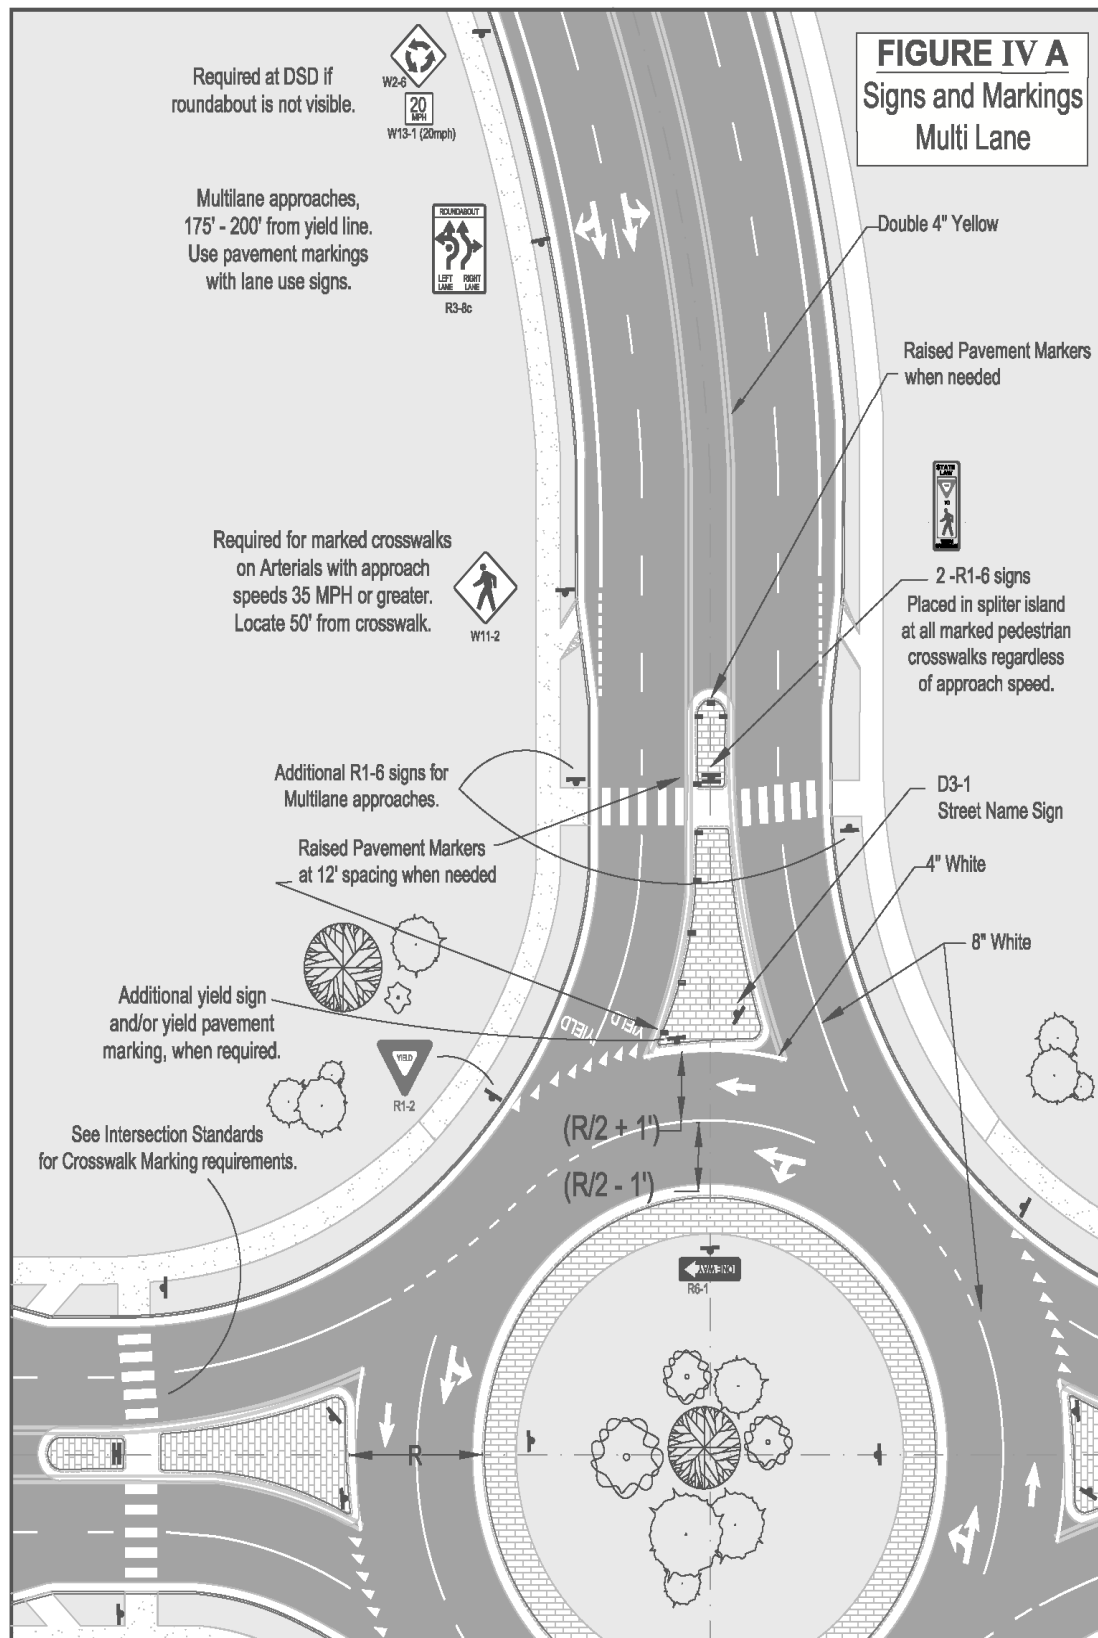 FIGURE IV A
Signs and Markings
Multi Lane
Required at DSD if
roundabout is not visible.
W2-6
20
MPH
W13-1 (20mph)
Multilane approaches,
175' - 200' from yield line.
Use pavement markings
with lane use signs.
ROUNDABOUT
LEFT LANE
RIGHT LANE
R3-8c
Double 4" Yellow
Raised Pavement Markers
when needed
STATE
LAW
2 -R1-6 signs
Placed in spliter island
at all marked pedestrian
crosswalks regardless
of approach speed.
Required for marked crosswalks
on Arterials with approach
speeds 35 MPH or greater.
Locate 50' from crosswalk.
W11-2
Additional R1-6 signs for
Multilane approaches.
D3-1
Street Name Sign
Raised Pavement Markers
at 12' spacing when needed
4" White
8" White
Additional yield sign
and/or yield pavement
marking, when required.
YIELD
YIELD
YIELD
R1-2
See Intersection Standards
for Crosswalk Marking requirements.
(R/2 + 1')
(R/2 - 1')
ONE WAY
R6-1
R